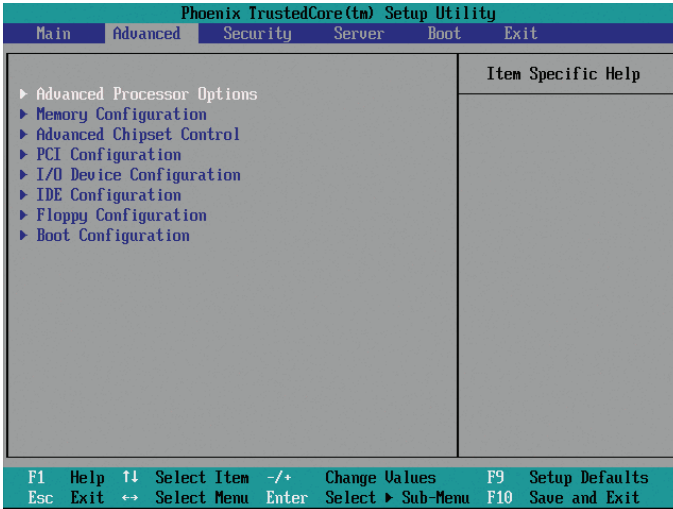 Phoenix TrustedCore(tm) Setup Utility
Main Advanced Security Server Boot Exit
Item Specific Help
▶ Advanced Processor Options
▶ Memory Configuration
▶ Advanced Chipset Control
▶ PCI Configuration
▶ I/O Device Configuration
▶ IDE Configuration
▶ Floppy Configuration
▶ Boot Configuration
F1 Help ↑↓ Select Item -/+ Change Values F9 Setup Defaults
Esc Exit ↔ Select Menu Enter Select ▶ Sub-Menu F10 Save and Exit